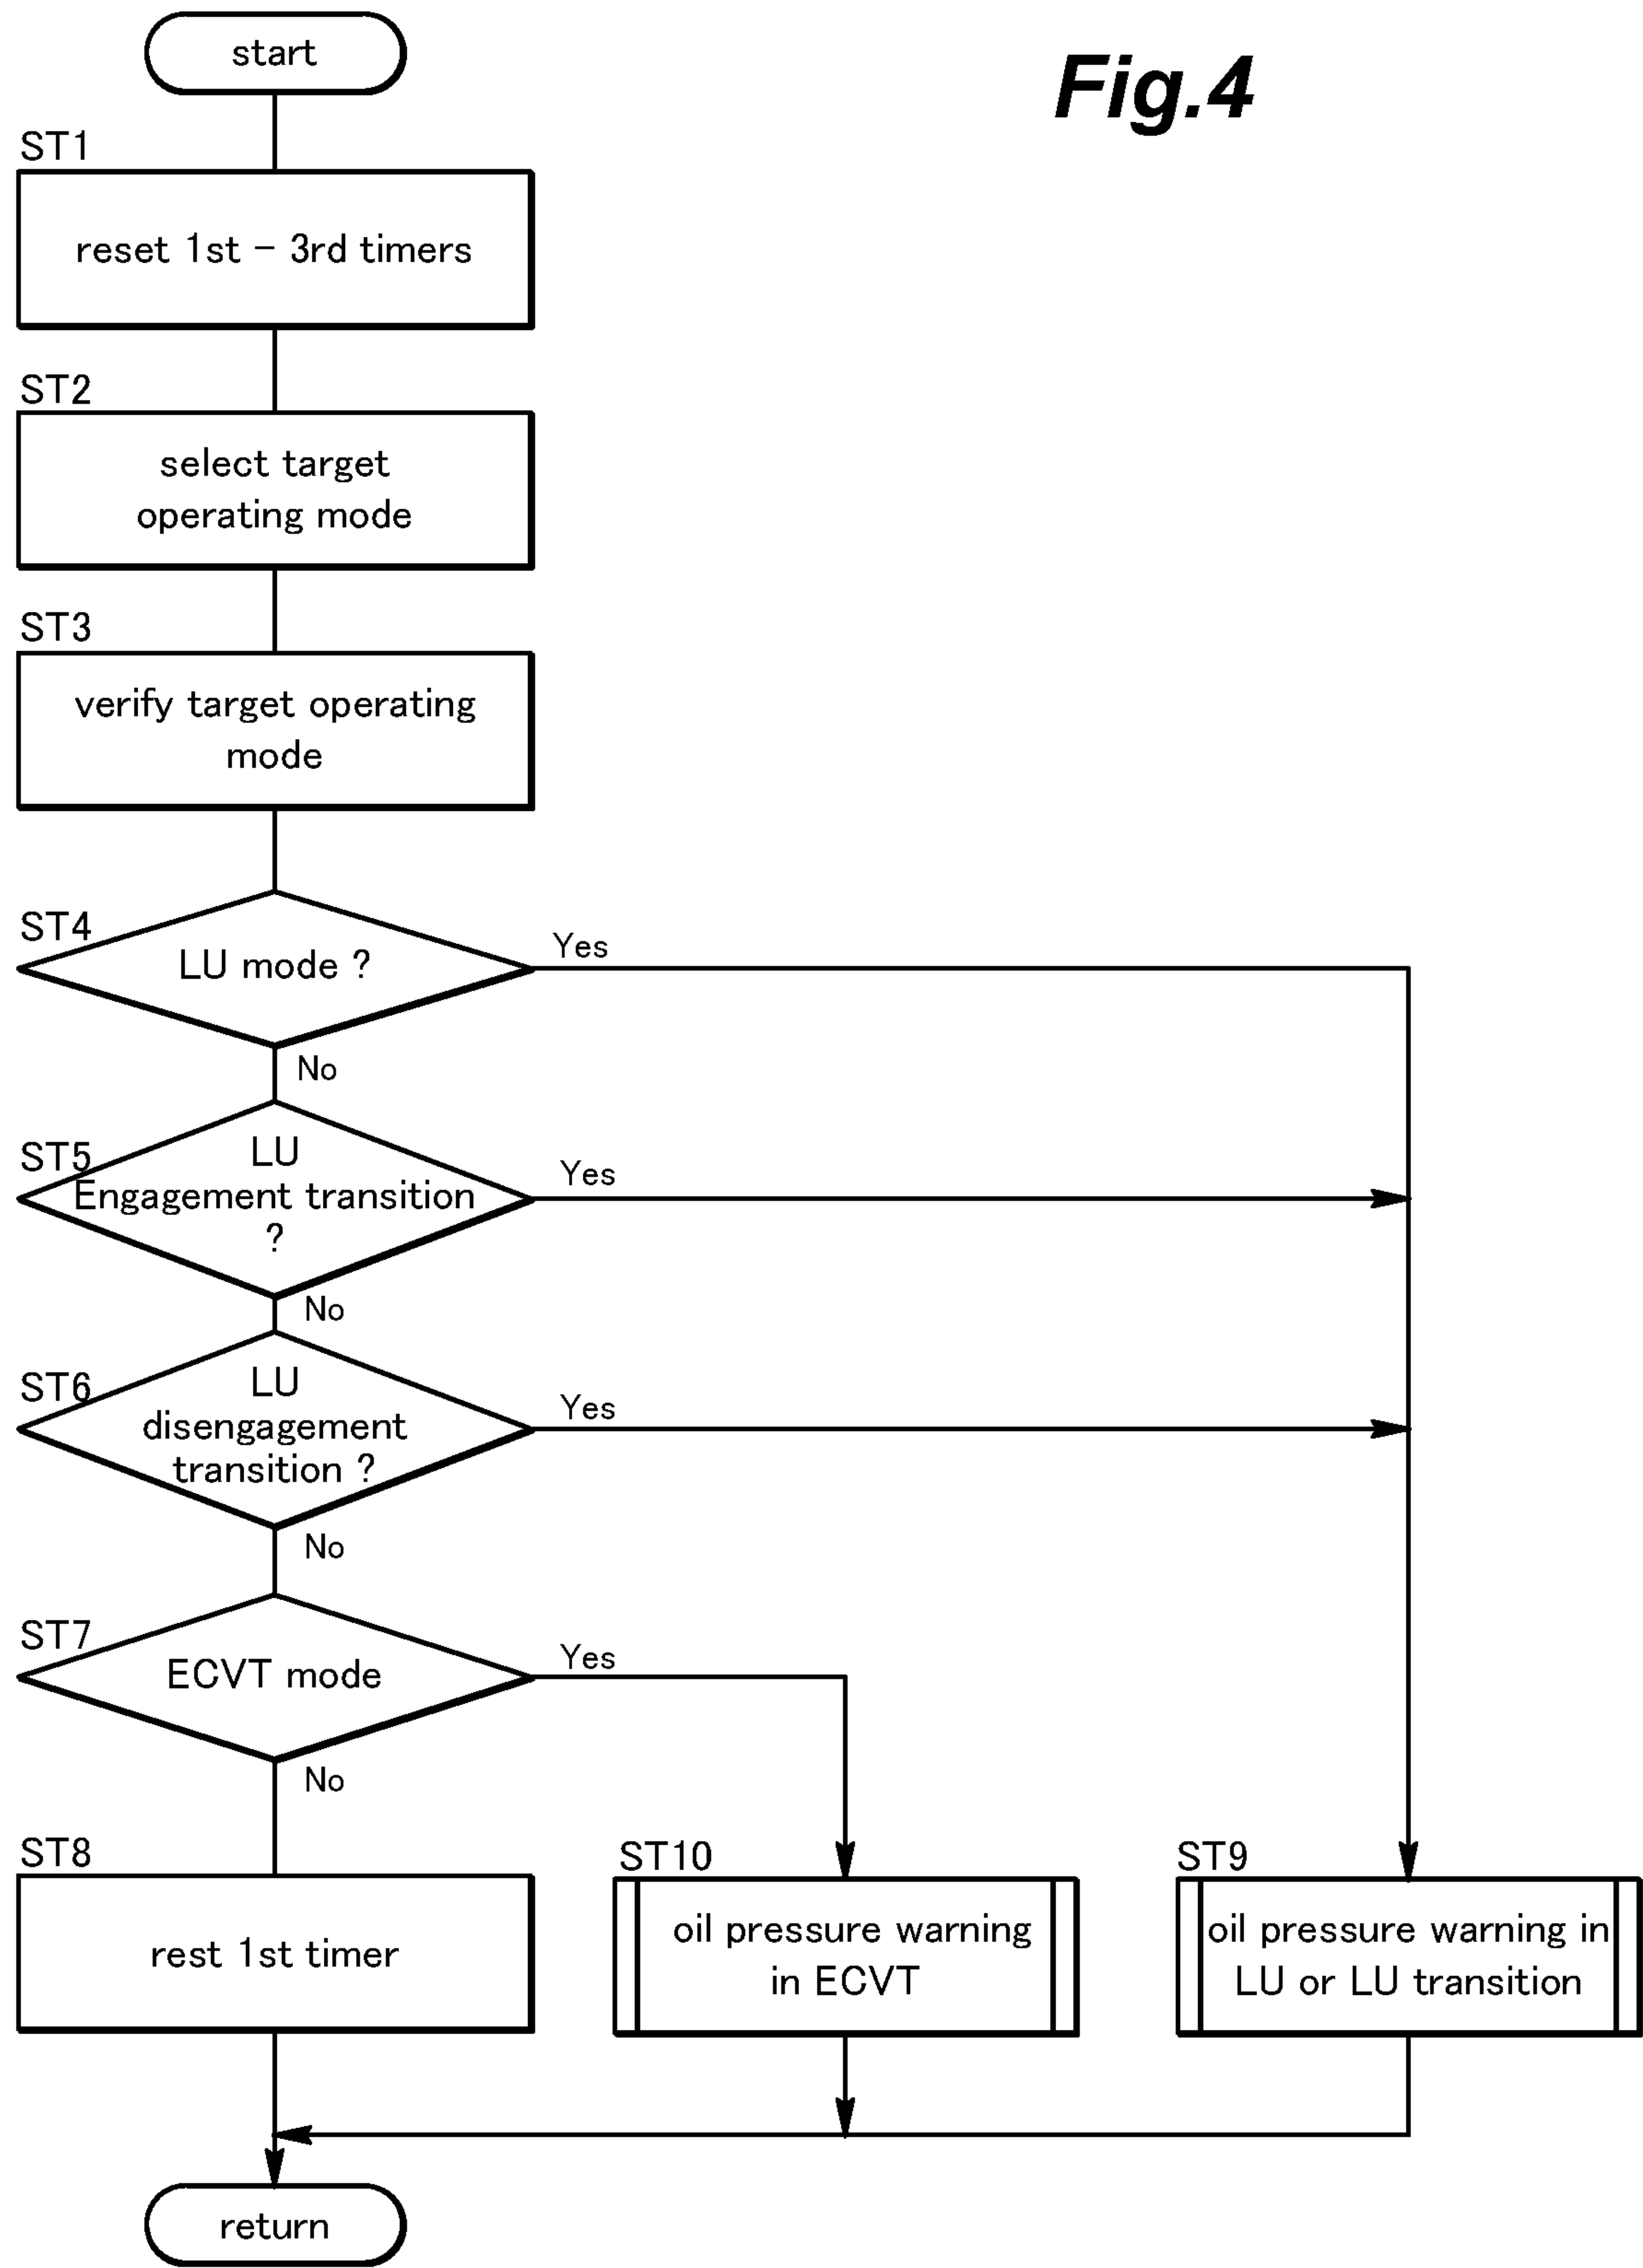 start
Fig.4
ST1
reset 1st – 3rd timers
ST2
select target
operating mode
ST3
verify target operating
mode
ST4
LU mode ?
Yes
No
ST5
LU
Engagement transition
?
Yes
No
ST6
LU
disengagement
transition ?
Yes
No
ST7
ECVT mode
Yes
No
ST8
rest 1st timer
ST10
oil pressure warning
in ECVT
ST9
oil pressure warning in
LU or LU transition
return